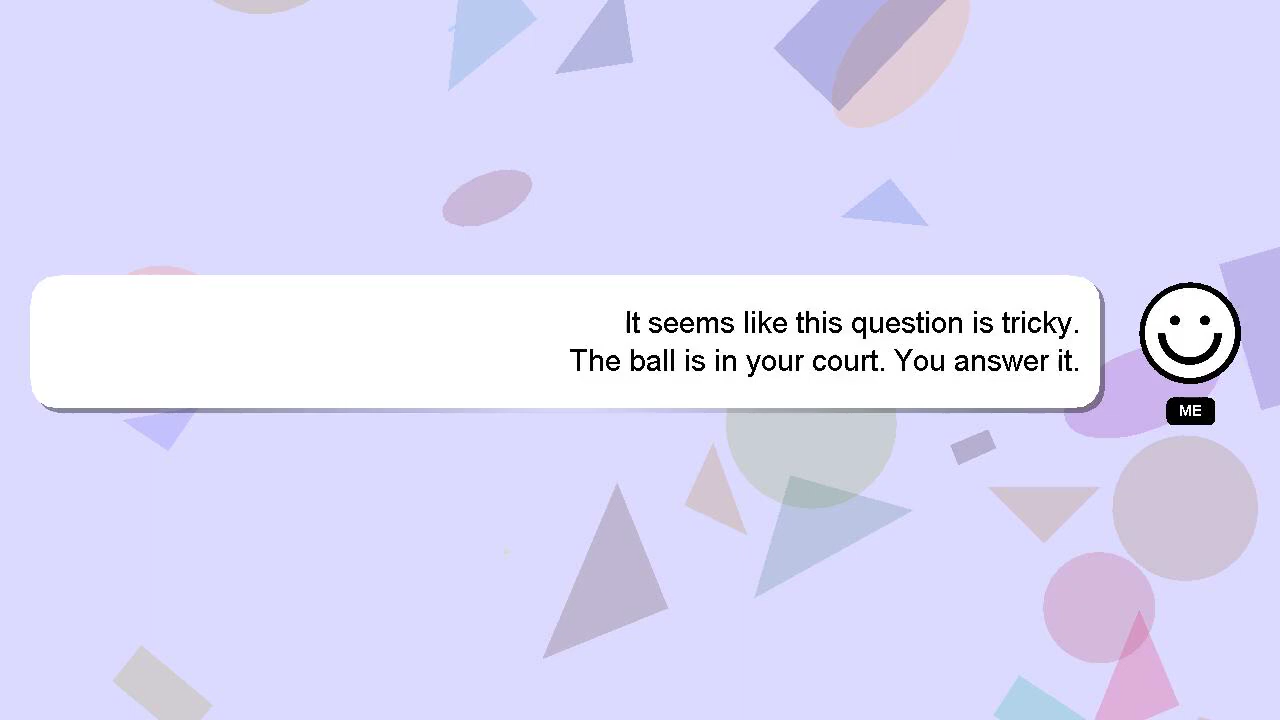 It seems like this question is tricky.
The ball is in your court. You answer it.
ME